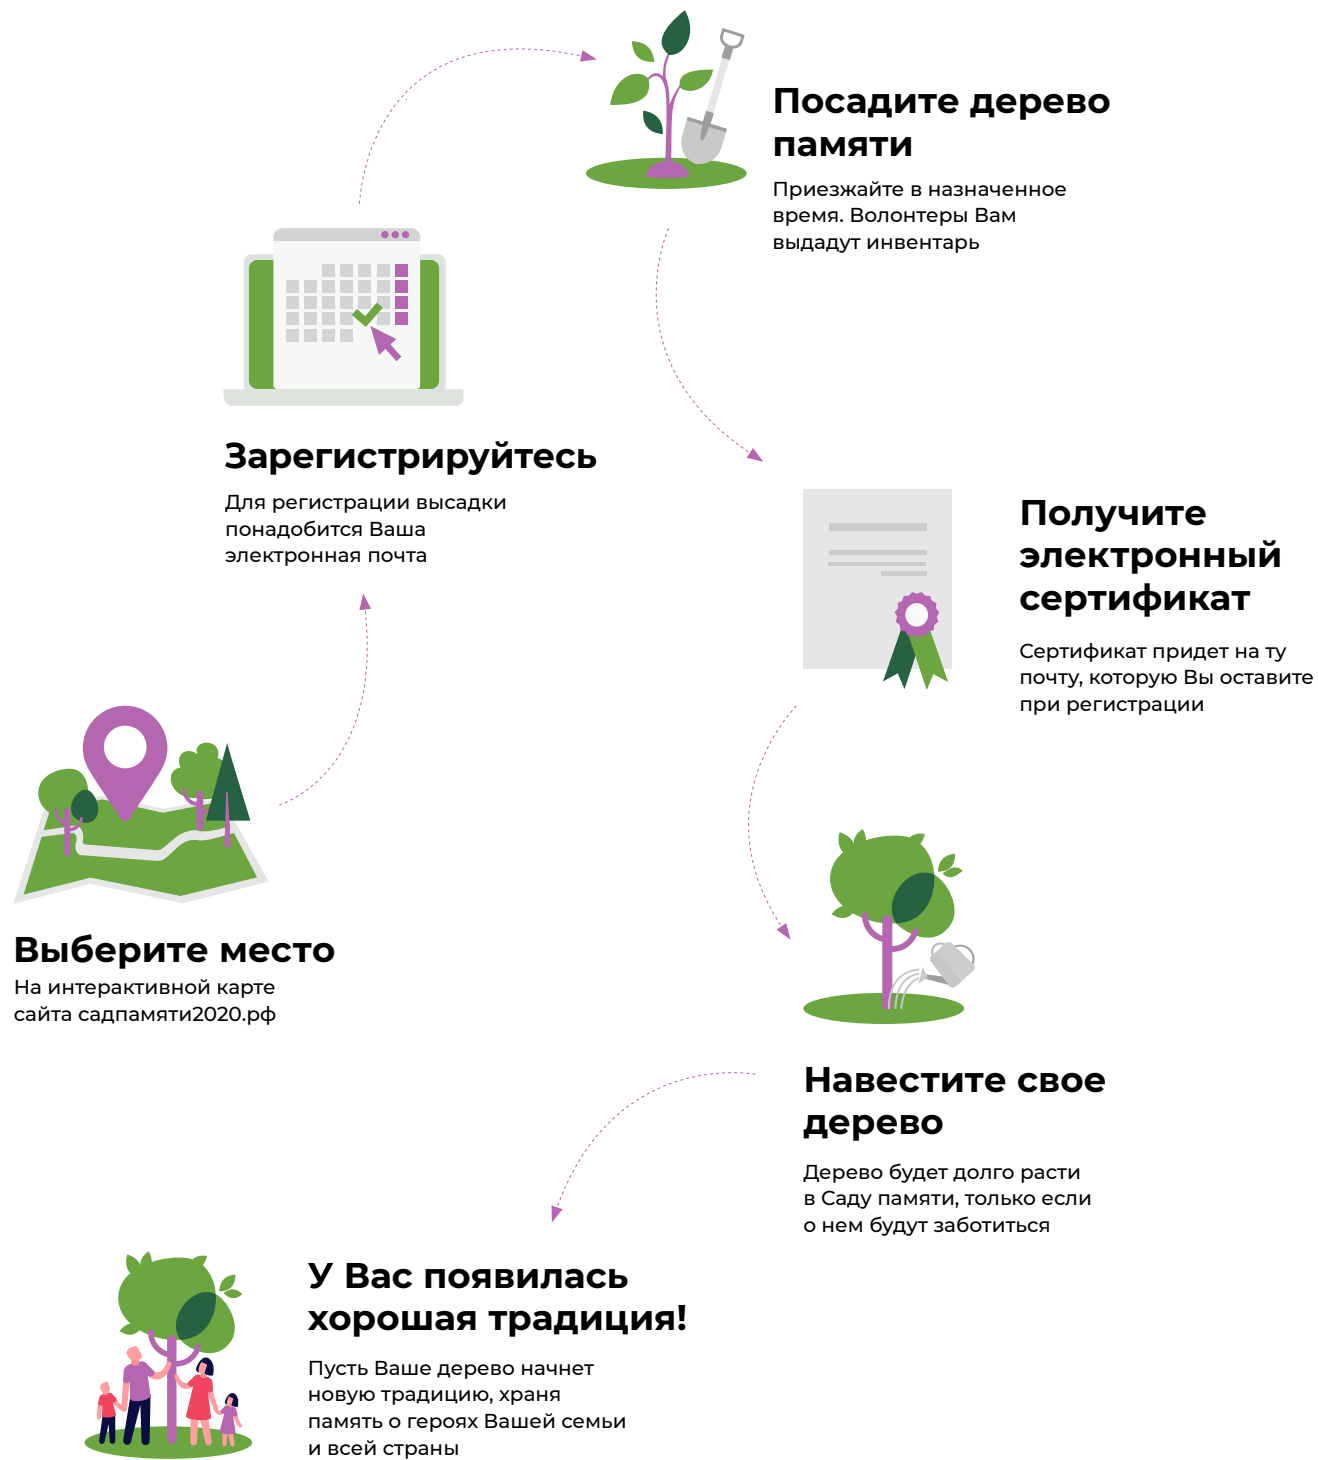 Выберите место
На интерактивной карте
сайта садпамяти2020.рф
Зарегистрируйтесь
Для регистрации высадки
понадобится Ваша
электронная почта
Посадите дерево
памяти
Приезжайте в назначенное
время. Волонтеры Вам
выдадут инвентарь
Получите
электронный
сертификат
Сертификат придет на ту
почту, которую Вы оставите
при регистрации
Навестите свое
дерево
Дерево будет долго расти
в Саду памяти, только если
о нем будут заботиться
У Вас появилась
хорошая традиция!
Пусть Ваше дерево начнет
новую традицию, храня
память о героях Вашей семьи
и всей страны